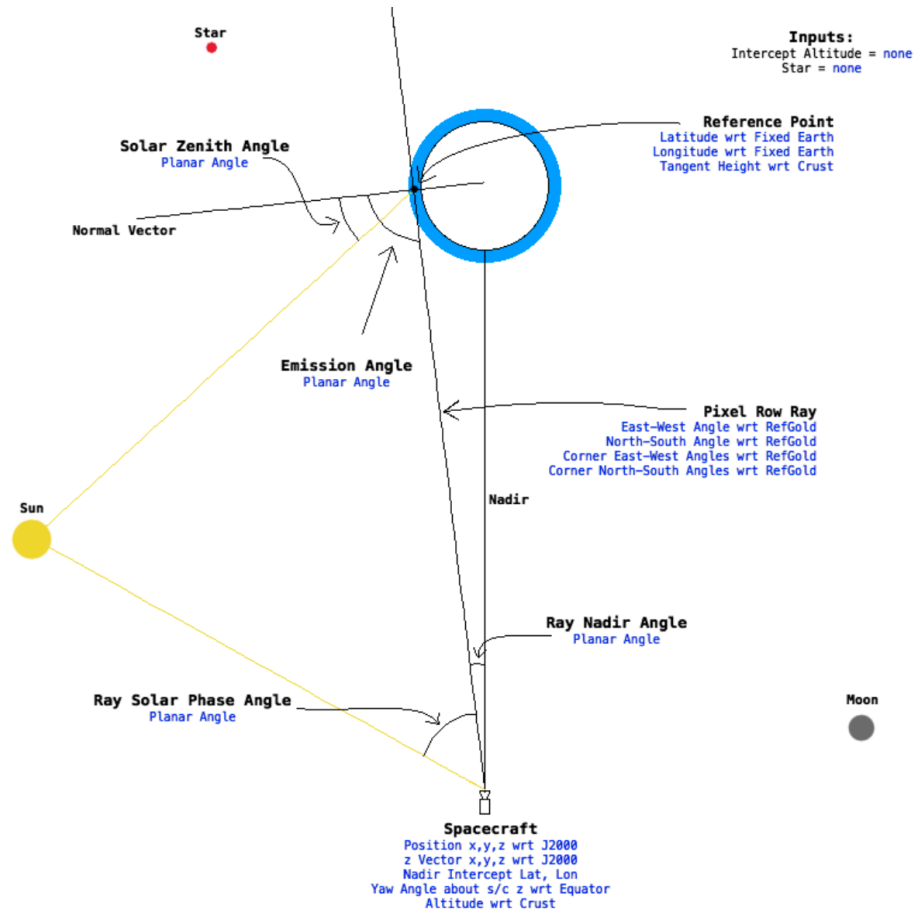 Star
Inputs:
Intercept Altitude = none
Star = none
Reference Point
Latitude wrt Fixed Earth
Longitude wrt Fixed Earth
Tangent Height wrt Crust
Solar Zenith Angle
Planar Angle
Normal Vector
Emission Angle
Planar Angle
Pixel Row Ray
East-West Angle wrt RefGold
North-South Angle wrt RefGold
Corner East-West Angles wrt RefGold
Corner North-South Angles wrt RefGold
Nadir
Sun
Ray Nadir Angle
Planar Angle
Ray Solar Phase Angle
Planar Angle
Moon
Spacecraft
Position x,y,z wrt J2000
z Vector x,y,z wrt J2000
Nadir Intercept Lat, Lon
Yaw Angle about s/c z wrt Equator
Altitude wrt Crust